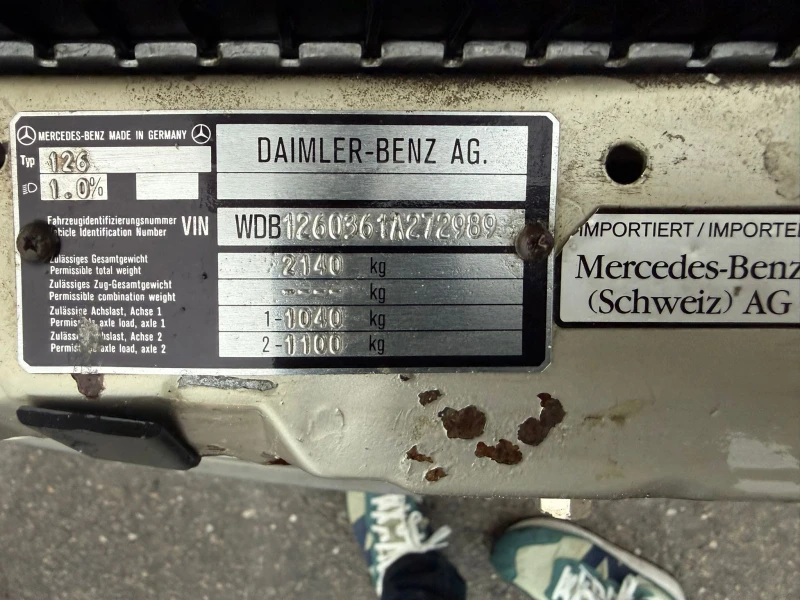 MERCEDES-BENZ MADE IN GERMANY
DAIMLER-BENZ AG.
Typ 126
1.0%
Fahrzeugidentifizierungsnummer
Vehicle Identification Number
VIN WDB1260361A272989
Zulässiges Gesamtgewicht
Permissible total weight
2140 kg
Zulässiges Zug-Gesamtgewicht
Permissible combination weight
---- kg
Zulässige Achslast, Achse 1
Permissible axle load, axle 1
1-1040 kg
Zulässige Achslast, Achse 2
Permissible axle load, axle 2
2-1100 kg
IMPORTIERT/IMPORTE
Mercedes-Benz
(Schweiz) AG